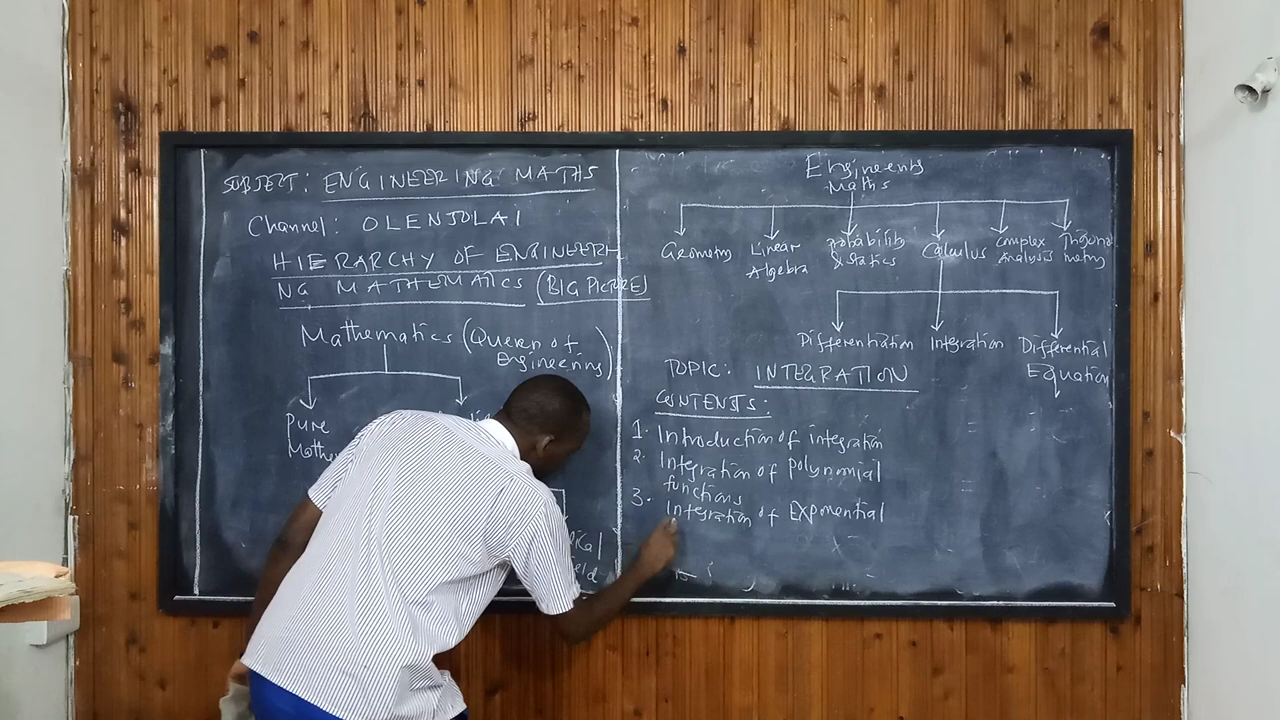 SUBJECT: ENGINEERING MATHS
Channel: OLENJOLAI
HIERARCHY OF ENGINEERI
NG MATHEMATICS (BIG PICTURE)
Mathematics (Queen of
Engineering)
Pure
Engineering
Maths
Geometry Linear Probability Calculus Complex Trigono
Algebra & statics Analysis metry
Differentiation Integration Differential
Equation
TOPIC: INTEGRATION
CONTENTS:
1. Introduction of integration
2. Integration of polynomial
functions
3. Integration of Exponential